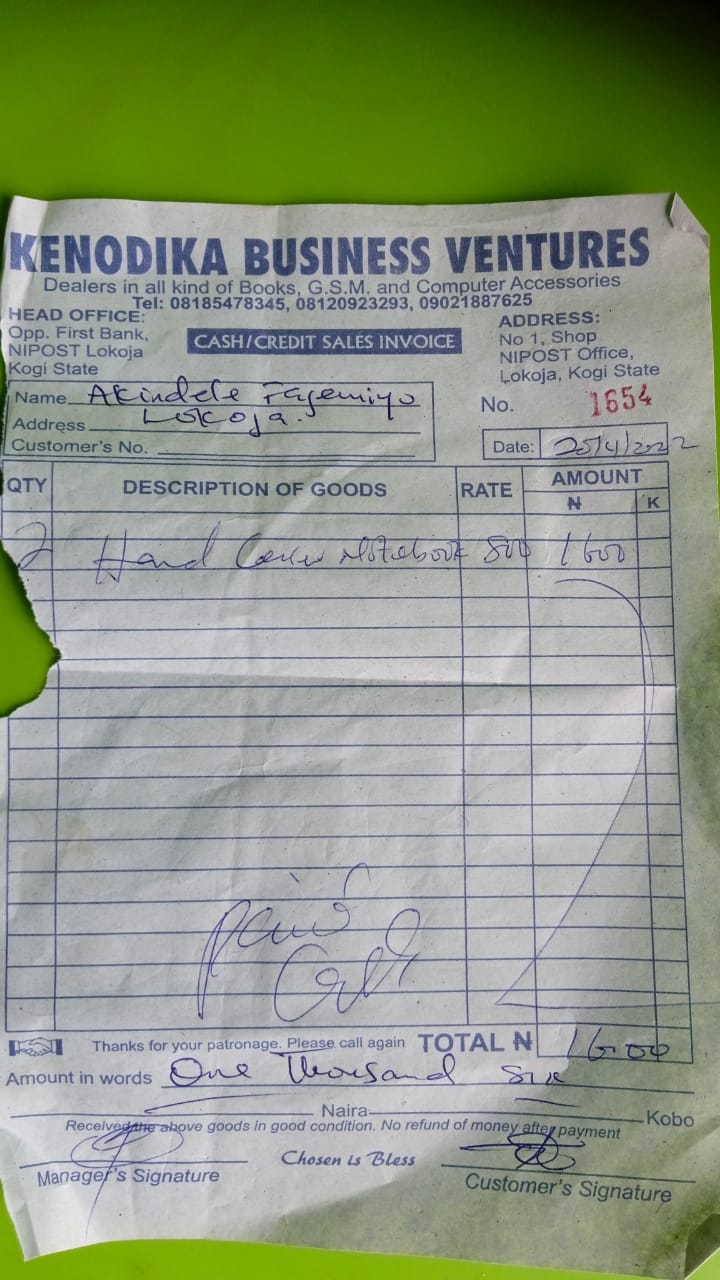 KENODIKA BUSINESS VENTURES
Dealers in all kind of Books, G.S.M. and Computer Accessories
Tel: 08185478345, 08120923293, 09021887625
HEAD OFFICE:
Opp. First Bank,
NIPOST Lokoja
Kogi State
CASH/CREDIT SALES INVOICE
ADDRESS:
No 1, Shop
NIPOST Office,
Lokoja, Kogi State
Name Akindele Fagemiyo
Address Lokoja.
Customer's No.
No. 1654
Date: 20/4/2022
QTY DESCRIPTION OF GOODS RATE AMOUNT
₦ K
2 Hand Cover Notebook 800 1600
paid
Thanks for your patronage. Please call again TOTAL ₦ 1600
Amount in words One Thousand Six
Naira Kobo
Received the above goods in good condition. No refund of money after payment
Manager's Signature Chosen is Bless Customer's Signature